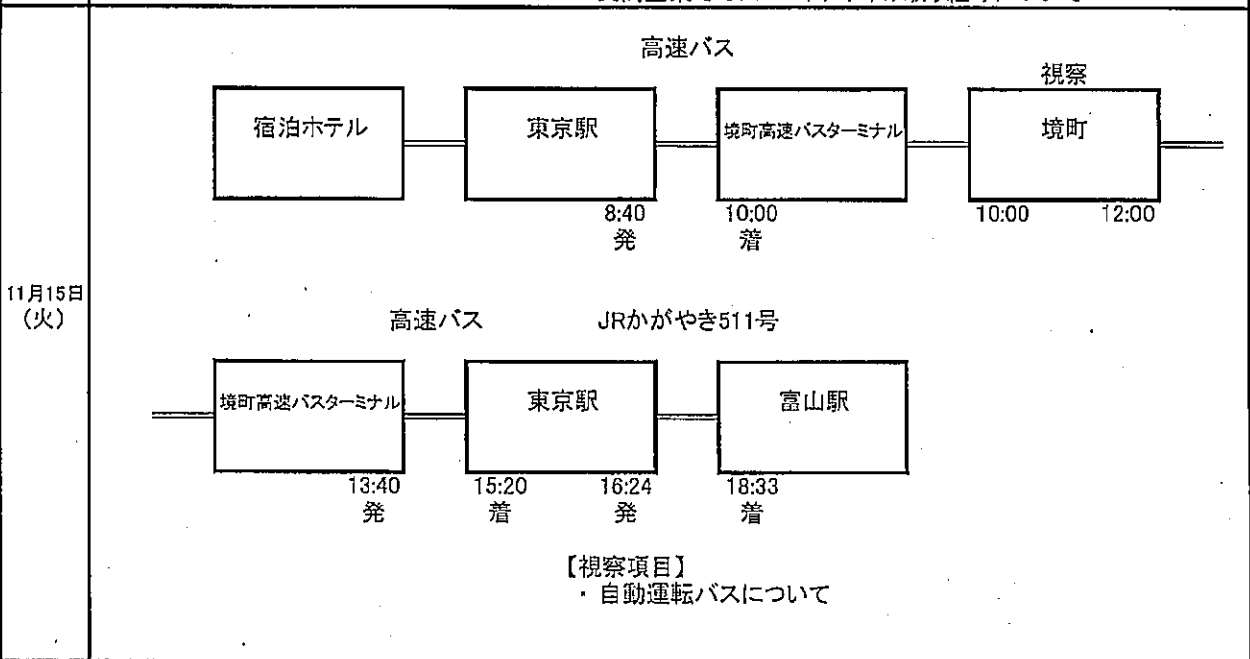 高速バス
視察
宿泊ホテル
東京駅
境町高速バスターミナル
境町
8:40
10:00
10:00
12:00
発
着
11月15日
(火)
高速バス
JRかがやき511号
境町高速バスターミナル
東京駅
富山駅
13:40
15:20
16:24
18:33
発
着
発
着
【視察項目】
・ 自動運転バスについて